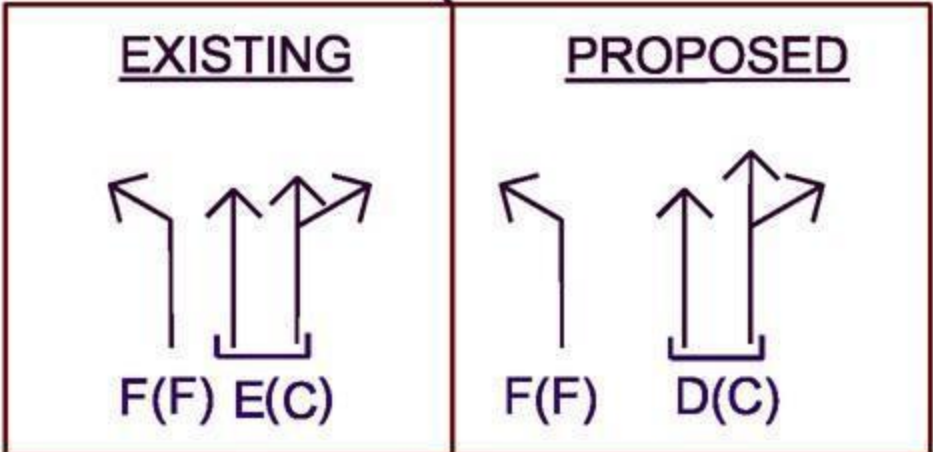 EXISTING
F(F) E(C)
PROPOSED
F(F) D(C)